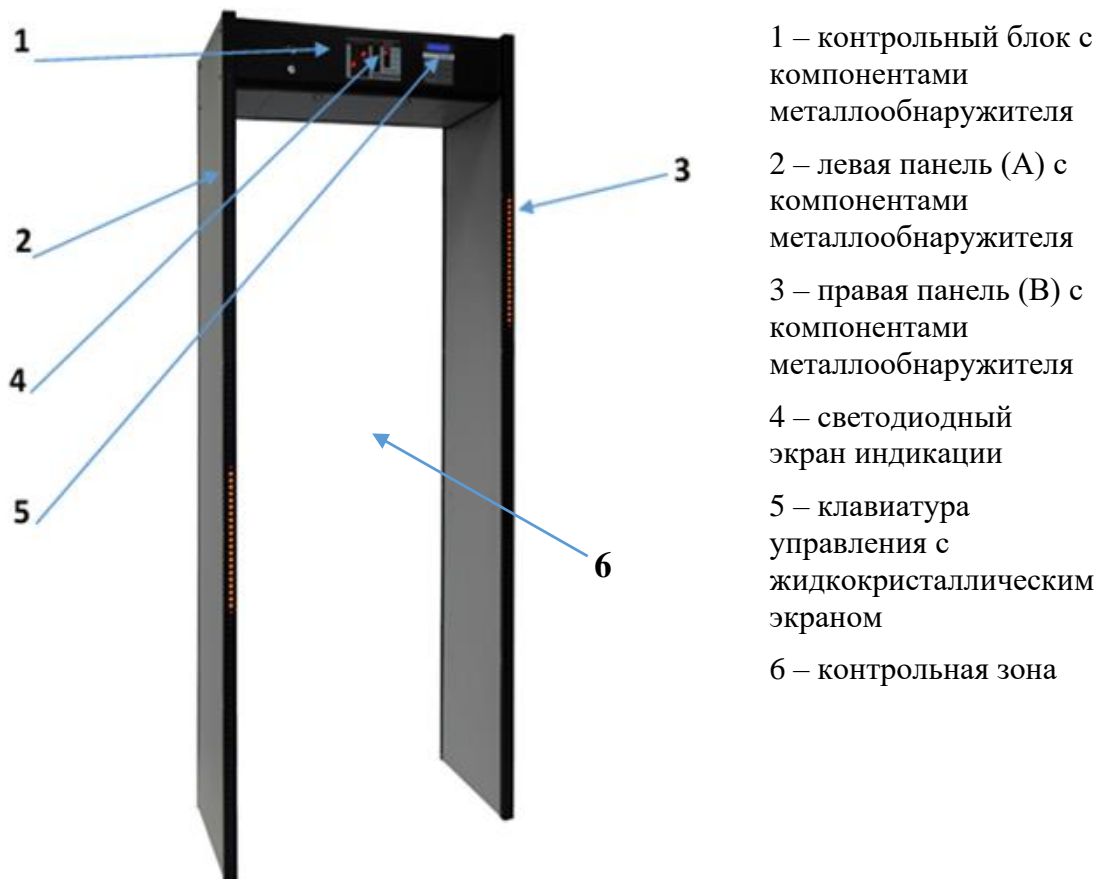 1
2
3
4
5
6
1 – контрольный блок с
компонентами
металлообнаружителя
2 – левая панель (А) с
компонентами
металлообнаружителя
3 – правая панель (В) с
компонентами
металлообнаружителя
4 – светодиодный
экран индикации
5 – клавиатура
управления с
жидкокристаллическим
экраном
6 – контрольная зона